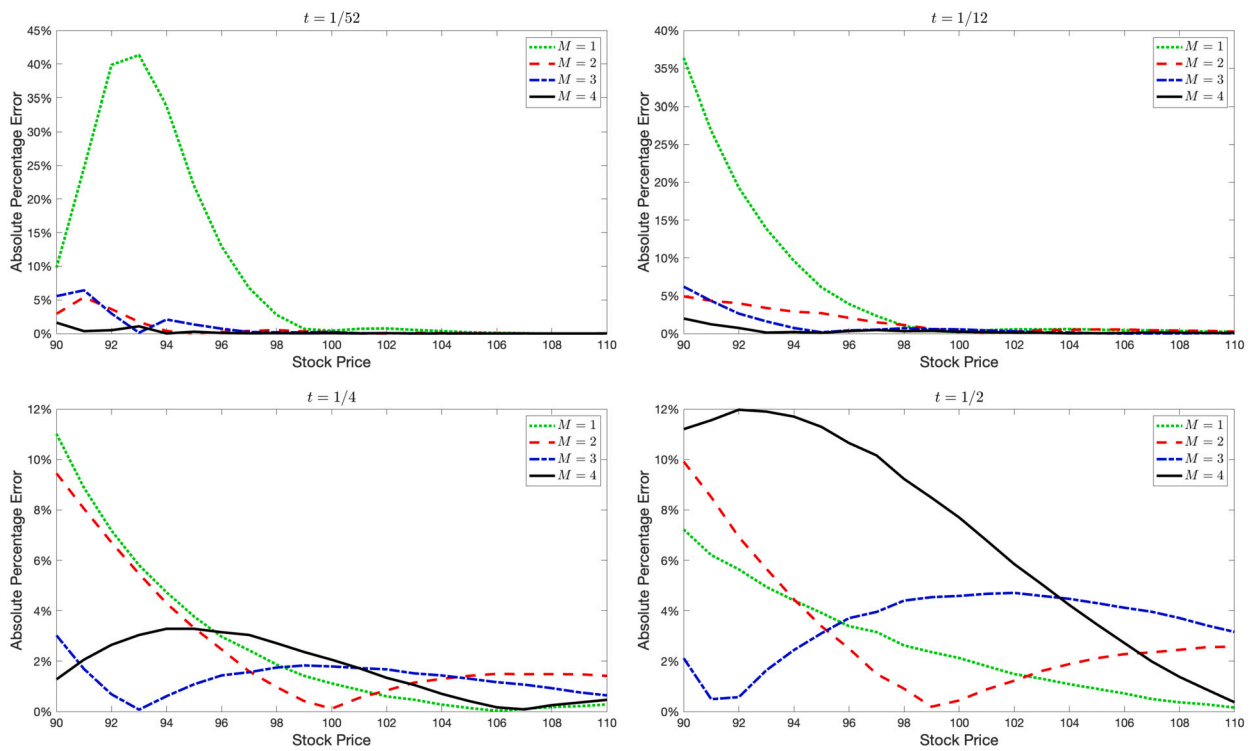 t = 1/52
45%
40%
35%
30%
25%
20%
15%
10%
5%
0%
Absolute Percentage Error
90 92 94 96 98 100 102 104 106 108 110
Stock Price
M = 1
M = 2
M = 3
M = 4
t = 1/12
40%
35%
30%
25%
20%
15%
10%
5%
0%
Absolute Percentage Error
90 92 94 96 98 100 102 104 106 108 110
Stock Price
M = 1
M = 2
M = 3
M = 4
t = 1/4
12%
10%
8%
6%
4%
2%
0%
Absolute Percentage Error
90 92 94 96 98 100 102 104 106 108 110
Stock Price
M = 1
M = 2
M = 3
M = 4
t = 1/2
12%
10%
8%
6%
4%
2%
0%
Absolute Percentage Error
90 92 94 96 98 100 102 104 106 108 110
Stock Price
M = 1
M = 2
M = 3
M = 4